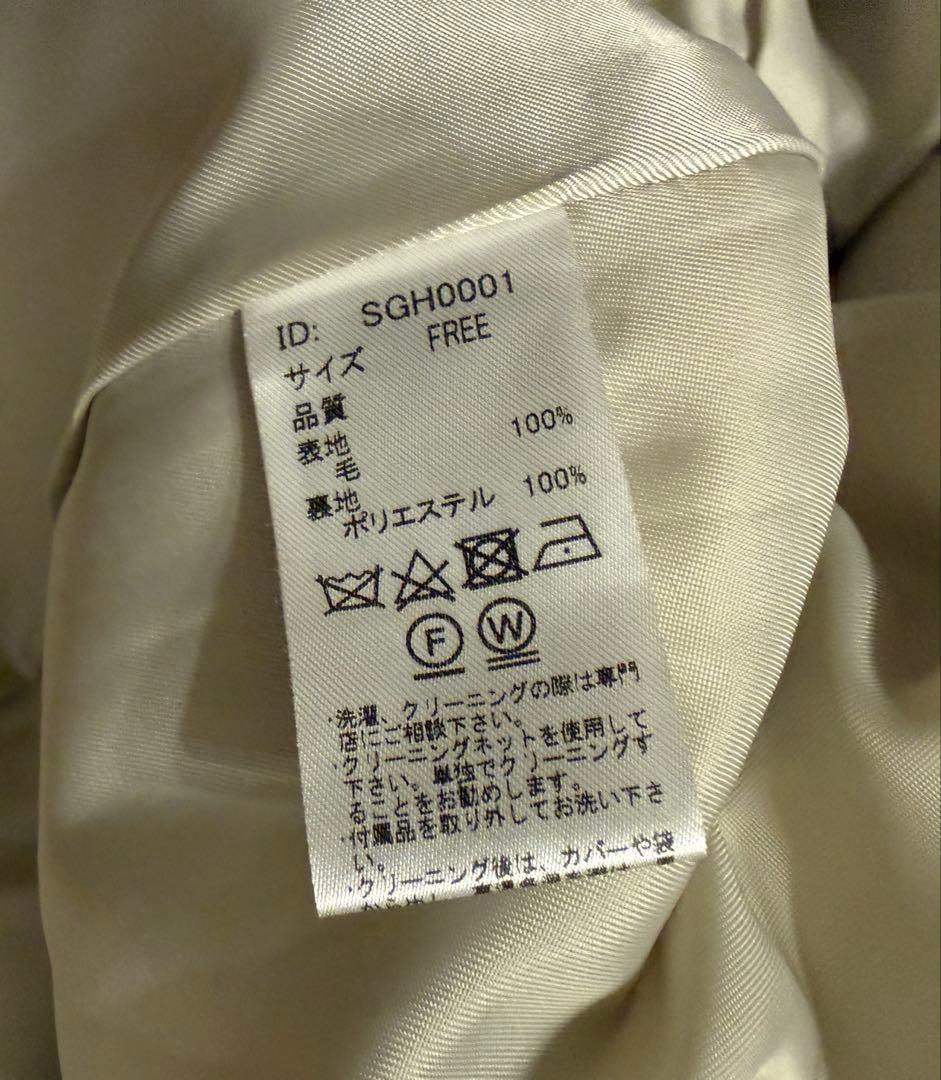 ID: SGH0001
サイズ FREE
品質
表地
毛 100%
裏地
ポリエステル 100%
F W
・洗濯、クリーニングの際は専門
店にご相談下さい。
・クリーニングネットを使用して
下さい。単独でクリーニングす
ることをお勧めします。
・付属品を取り外してお洗い下さ
い。
・クリーニング後は、カバーや袋